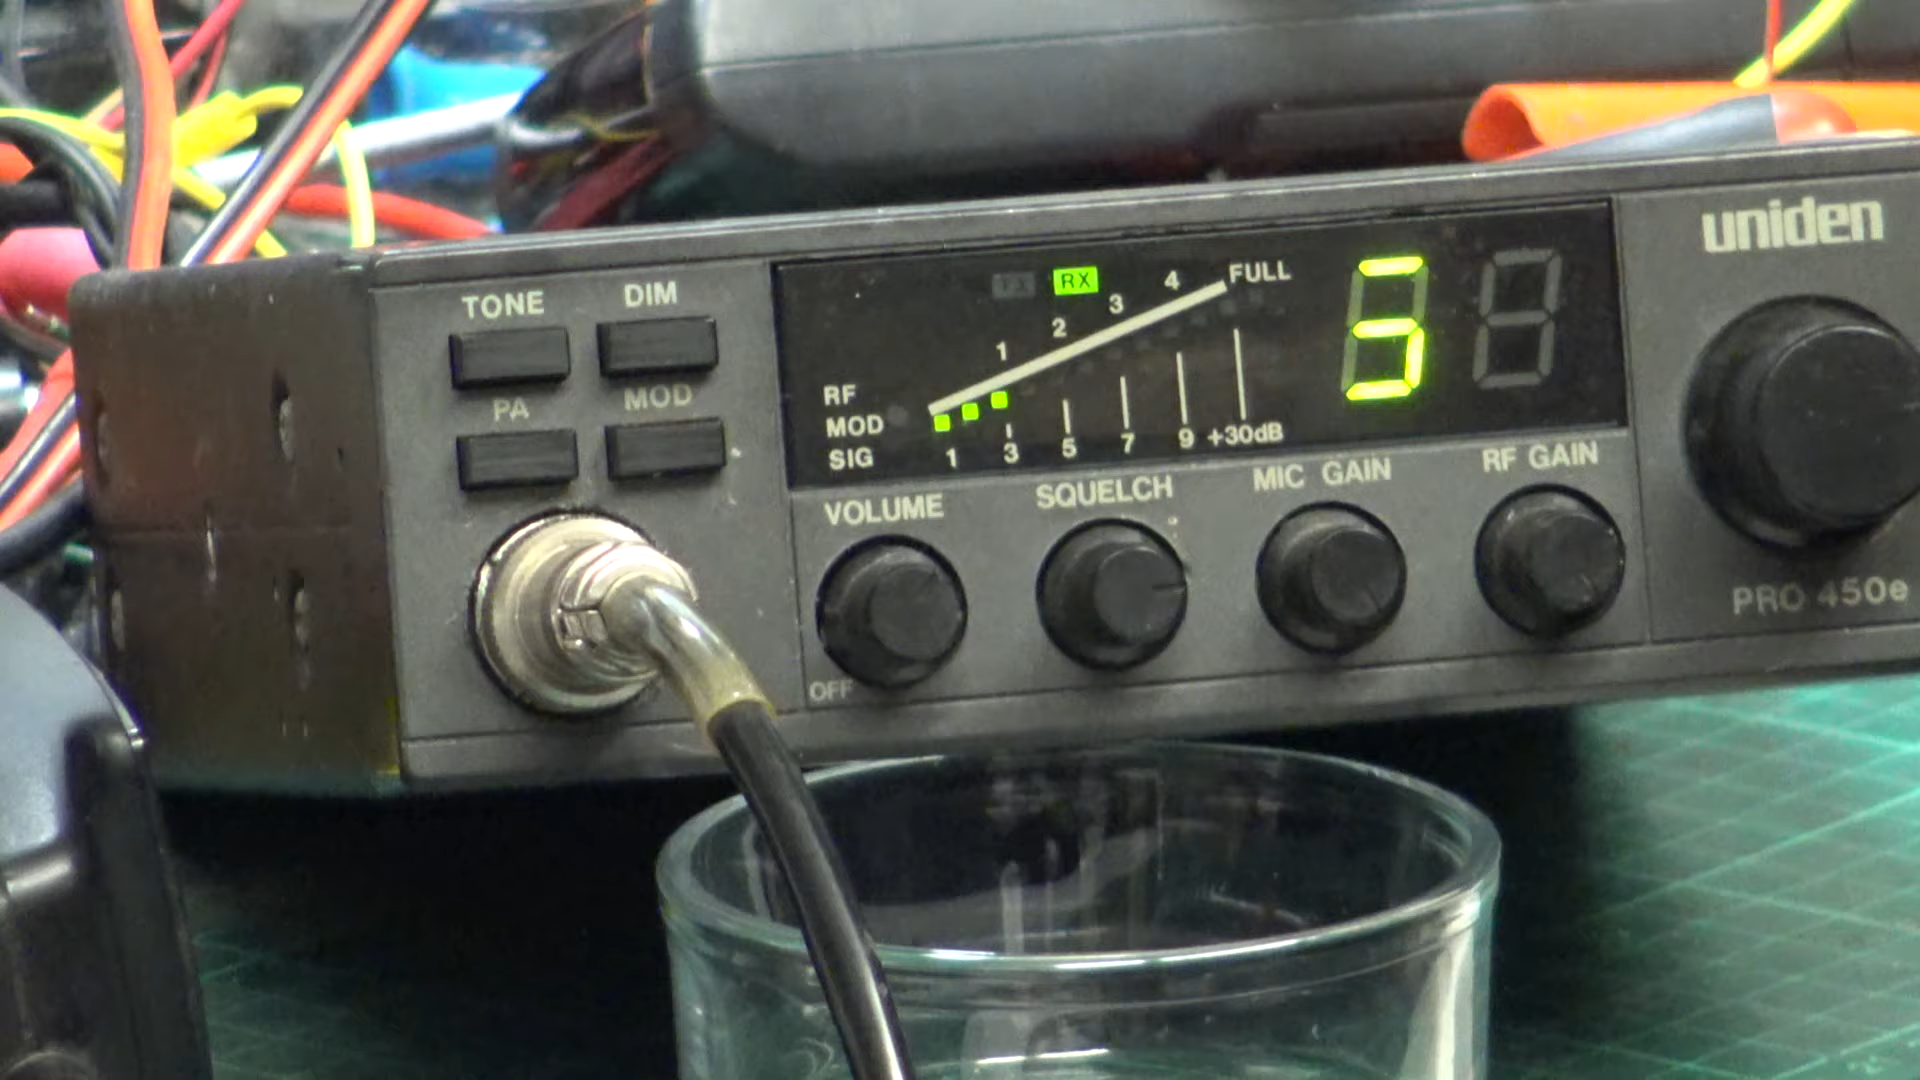 uniden
TONE DIM
PA MOD
TX RX
1 2 3 4 FULL
RF
MOD
SIG 1 3 5 7 9 +30dB
VOLUME SQUELCH MIC GAIN RF GAIN
OFF
PRO 450e